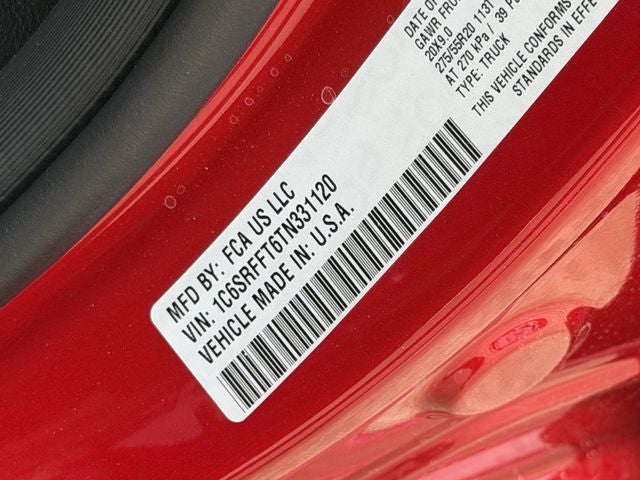 MFD BY: FCA US LLC
DATE OF
GAWR FRO
20X9.0
275/55R20 113T
AT 270 kPa / 39 P
TYPE: TRUCK
THIS VEHICLE CONFORMS
STANDARDS IN EFFE
VIN: 1C6SRFFT6TN331120
VEHICLE MADE IN: U.S.A.